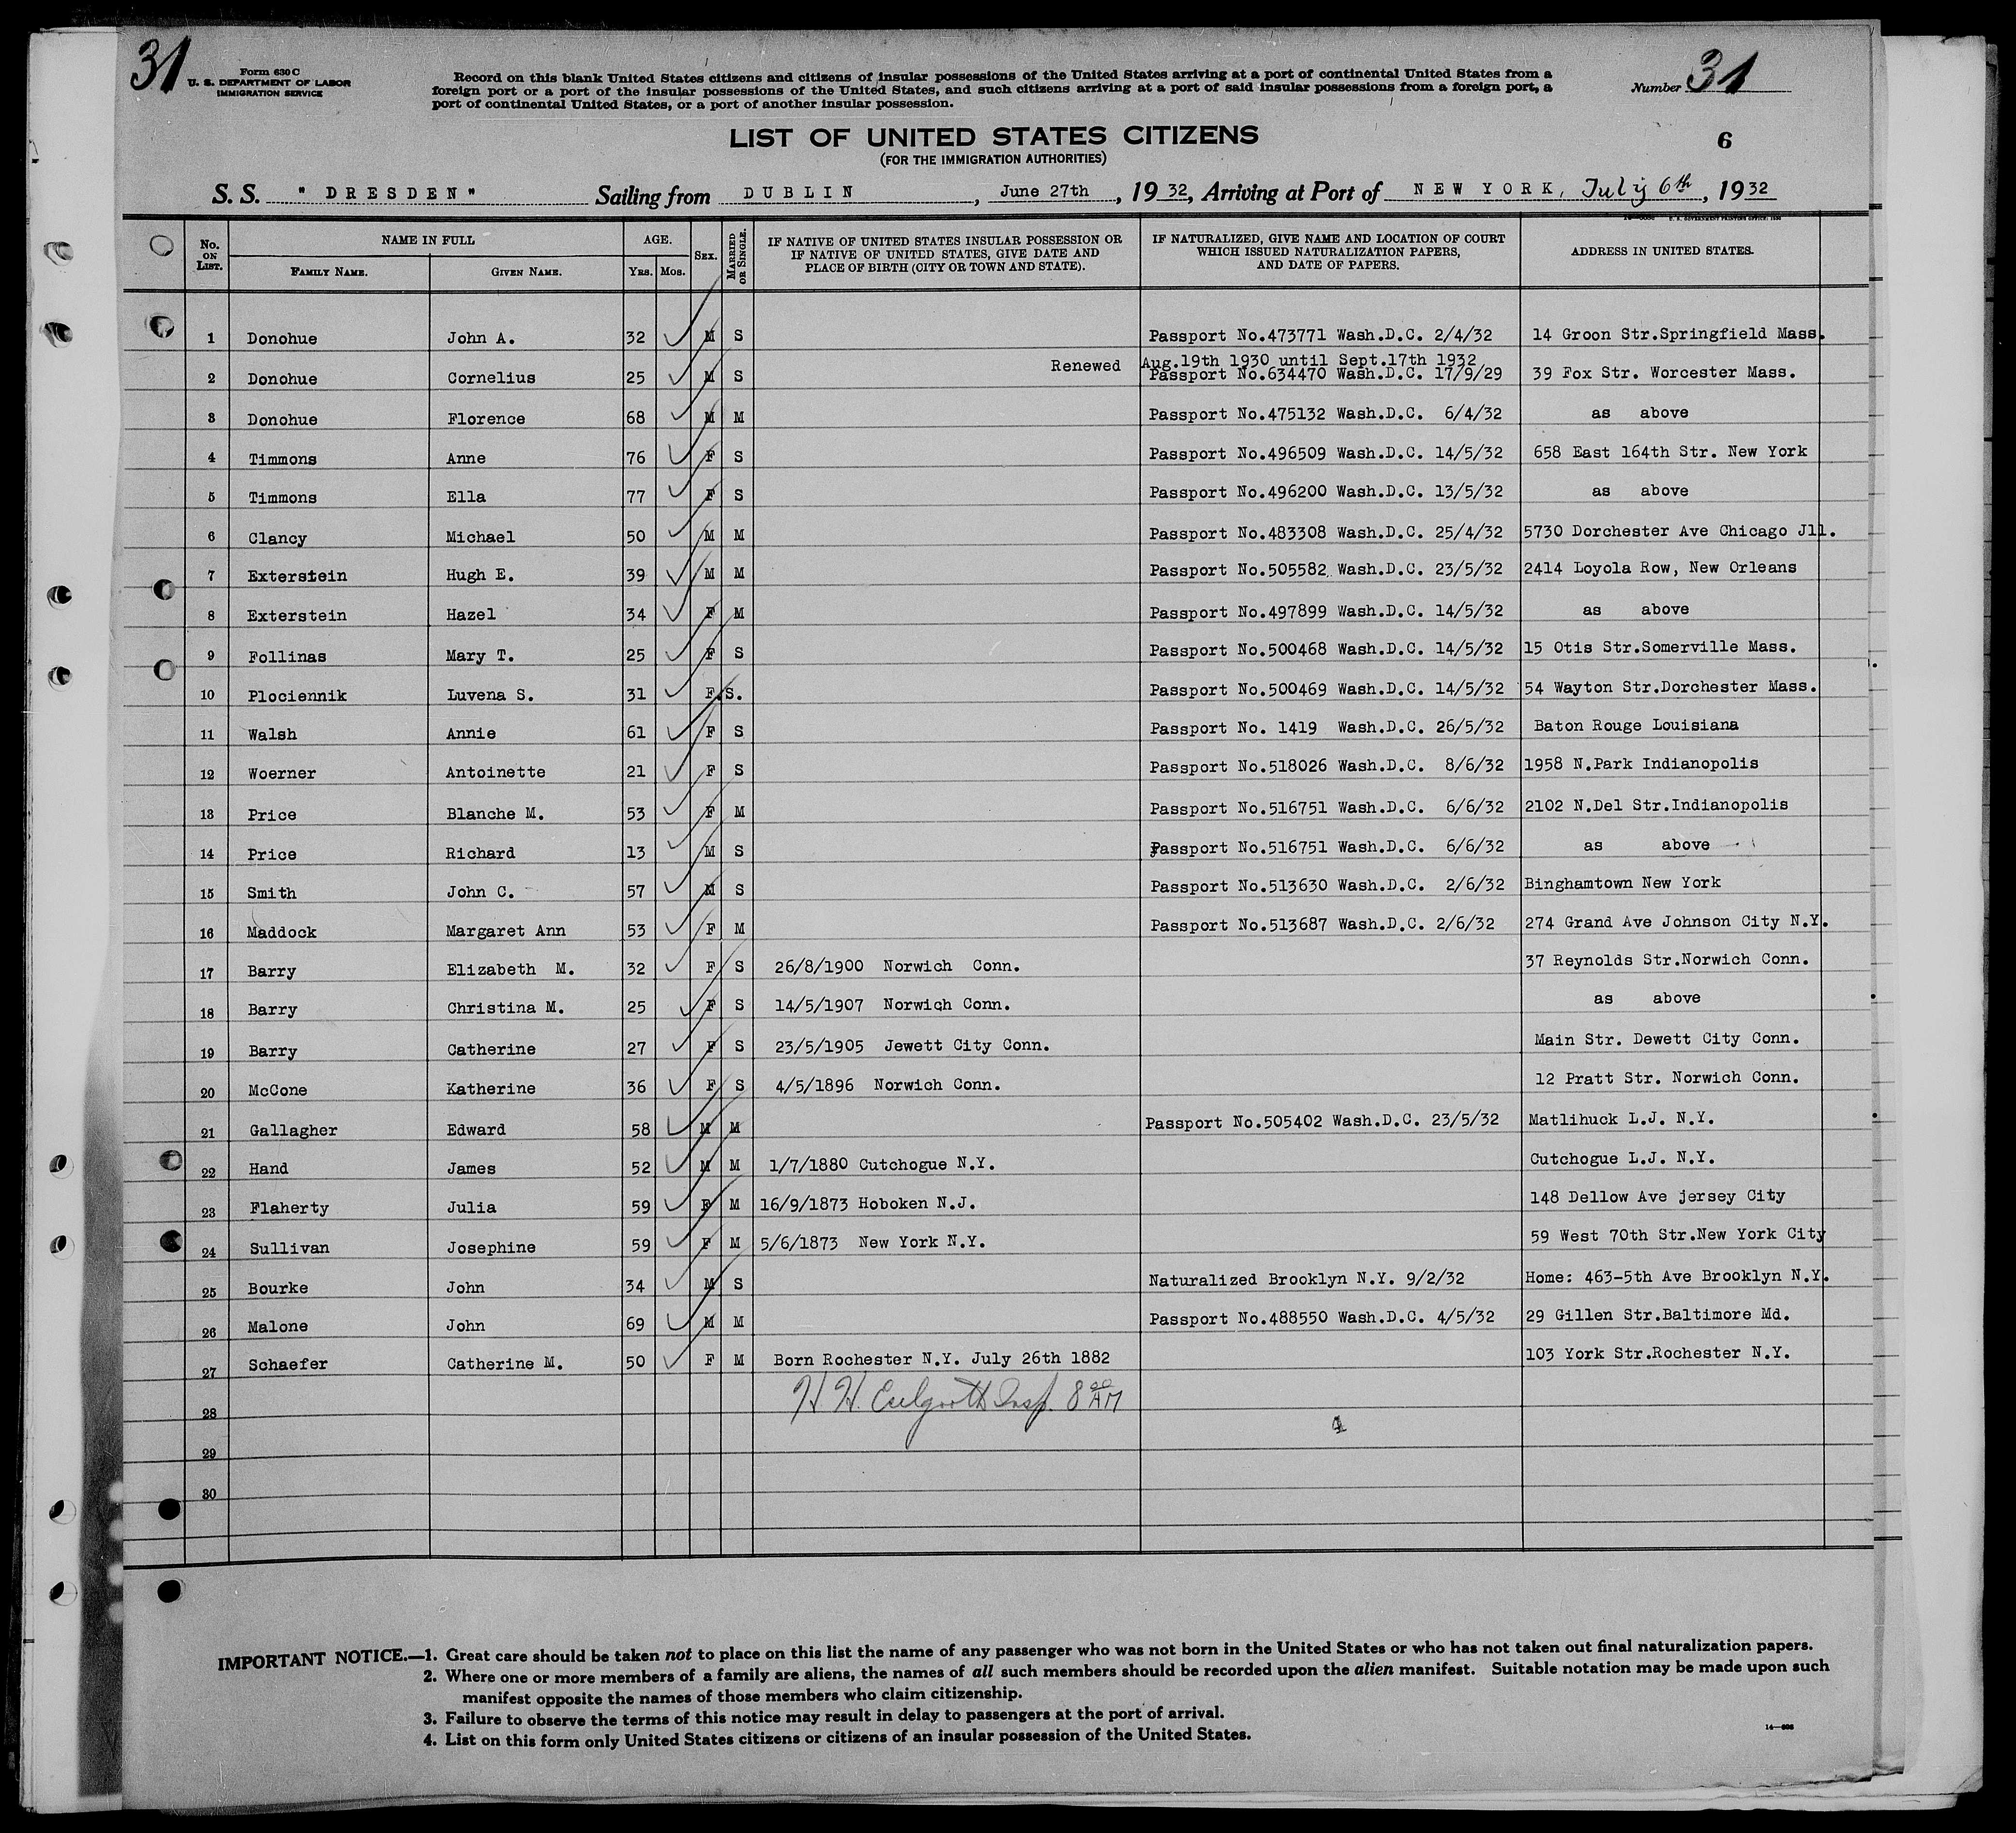 31
Form 630 C
U. S. DEPARTMENT OF LABOR
IMMIGRATION SERVICE
Record on this blank United States citizens and citizens of insular possessions of the United States arriving at a port of continental United States from a
foreign port or a port of the insular possessions of the United States, and such citizens arriving at a port of said insular possessions from a foreign port, a
port of continental United States, or a port of another insular possession.
Number 31
LIST OF UNITED STATES CITIZENS
(FOR THE IMMIGRATION AUTHORITIES)
6
S. S. "DRESDEN" Sailing from DUBLIN, June 27th, 1932, Arriving at Port of NEW YORK, July 6th, 1932
No. ON LIST. NAME IN FULL FAMILY NAME. GIVEN NAME. AGE. YRS. MOS. SEX. MARRIED OR SINGLE. IF NATIVE OF UNITED STATES INSULAR POSSESSION OR IF NATIVE OF UNITED STATES, GIVE DATE AND PLACE OF BIRTH (CITY OR TOWN AND STATE). IF NATURALIZED, GIVE NAME AND LOCATION OF COURT WHICH ISSUED NATURALIZATION PAPERS, AND DATE OF PAPERS. ADDRESS IN UNITED STATES.
1 Donohue John A. 32 M S Passport No.473771 Wash.D.C. 2/4/32 14 Groon Str.Springfield Mass.
Renewed Aug.19th 1930 until Sept.17th 1932
2 Donohue Cornelius 25 M S Passport No.634470 Wash.D.C. 17/9/29 39 Fox Str. Worcester Mass.
3 Donohue Florence 68 M M Passport No.475132 Wash.D.C. 6/4/32 as above
4 Timmons Anne 76 F S Passport No.496509 Wash.D.C. 14/5/32 658 East 164th Str. New York
5 Timmons Ella 77 F S Passport No.496200 Wash.D.C. 13/5/32 as above
6 Clancy Michael 50 M M Passport No.483308 Wash.D.C. 25/4/32 5730 Dorchester Ave Chicago Jll.
7 Exterstein Hugh E. 39 M M Passport No.505582 Wash.D.C. 23/5/32 2414 Loyola Row, New Orleans
8 Exterstein Hazel 34 F M Passport No.497899 Wash.D.C. 14/5/32 as above
9 Follinas Mary T. 25 F S Passport No.500468 Wash.D.C. 14/5/32 15 Otis Str.Somerville Mass.
10 Plociennik Luvena S. 31 F S. Passport No.500469 Wash.D.C. 14/5/32 54 Wayton Str.Dorchester Mass.
11 Walsh Annie 61 F S Passport No. 1419 Wash.D.C. 26/5/32 Baton Rouge Louisiana
12 Woerner Antoinette 21 F S Passport No.518026 Wash.D.C. 8/6/32 1958 N.Park Indianopolis
13 Price Blanche M. 53 F M Passport No.516751 Wash.D.C. 6/6/32 2102 N.Del Str.Indianopolis
14 Price Richard 13 M S Passport No.516751 Wash.D.C. 6/6/32 as above
15 Smith John C. 57 M S Passport No.513630 Wash.D.C. 2/6/32 Binghamtown New York
16 Maddock Margaret Ann 53 F M Passport No.513687 Wash.D.C. 2/6/32 274 Grand Ave Johnson City N.Y.
17 Barry Elizabeth M. 32 F S 26/8/1900 Norwich Conn. 37 Reynolds Str.Norwich Conn.
18 Barry Christina M. 25 F S 14/5/1907 Norwich Conn. as above
19 Barry Catherine 27 F S 23/5/1905 Jewett City Conn. Main Str. Dewett City Conn.
20 McCone Katherine 36 F S 4/5/1896 Norwich Conn. 12 Pratt Str. Norwich Conn.
21 Gallagher Edward 58 M M Passport No.505402 Wash.D.C. 23/5/32 Matlihuck L.J. N.Y.
22 Hand James 52 M M 1/7/1880 Cutchogue N.Y. Cutchogue L.J. N.Y.
23 Flaherty Julia 59 F M 16/9/1873 Hoboken N.J. 148 Dellow Ave jersey City
24 Sullivan Josephine 59 F M 5/6/1873 New York N.Y. 59 West 70th Str.New York City
25 Bourke John 34 M S Naturalized Brooklyn N.Y. 9/2/32 Home: 463-5th Ave Brooklyn N.Y.
26 Malone John 69 M M Passport No.488550 Wash.D.C. 4/5/32 29 Gillen Str.Baltimore Md.
27 Schaefer Catherine M. 50 F M Born Rochester N.Y. July 26th 1882 103 York Str.Rochester N.Y.
28 H. H. Insp. 8 00 AM
29
30
IMPORTANT NOTICE.—1. Great care should be taken not to place on this list the name of any passenger who was not born in the United States or who has not taken out final naturalization papers.
2. Where one or more members of a family are aliens, the names of all such members should be recorded upon the alien manifest. Suitable notation may be made upon such
manifest opposite the names of those members who claim citizenship.
3. Failure to observe the terms of this notice may result in delay to passengers at the port of arrival.
4. List on this form only United States citizens or citizens of an insular possession of the United States.